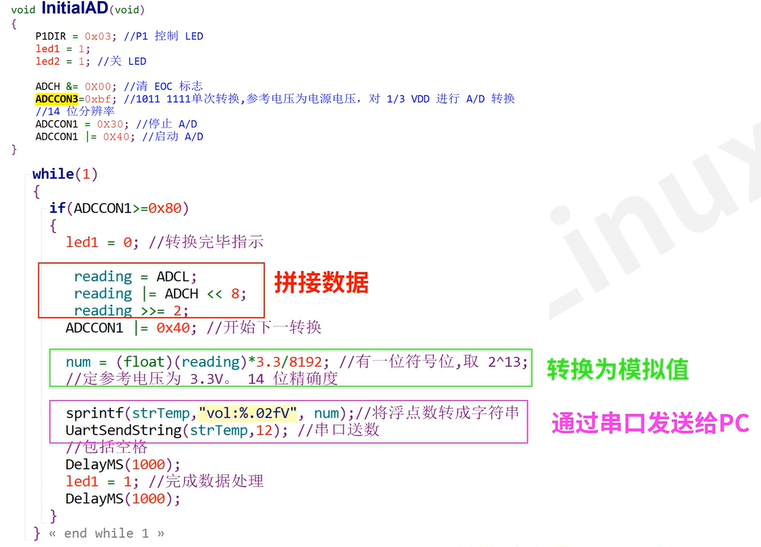 void InitialAD(void)
{
P1DIR = 0x03; //P1 控制 LED
led1 = 1;
led2 = 1; //关 LED
ADCH &= 0X00; //清 EOC 标志
ADCCON3=0xbf; //1011 1111单次转换,参考电压为电源电压，对 1/3 VDD 进行 A/D 转换
//14 位分辨率
ADCCON1 = 0X30; //停止 A/D
ADCCON1 |= 0X40; //启动 A/D
}
while(1)
{
if(ADCCON1>=0x80)
{
led1 = 0; //转换完毕指示
reading = ADCL;
reading |= ADCH << 8;
reading >>= 2;
拼接数据
ADCCON1 |= 0x40; //开始下一转换
num = (float)(reading)*3.3/8192; //有一位符号位,取 2^13;
//定参考电压为 3.3V。 14 位精确度
转换为模拟值
sprintf(strTemp,"vol:%.02fV", num);//将浮点数转成字符串
UartSendString(strTemp,12); //串口送数
通过串口发送给PC
//包括空格
DelayMS(1000);
led1 = 1; //完成数据处理
DelayMS(1000);
}
} « end while 1 »
_Linux